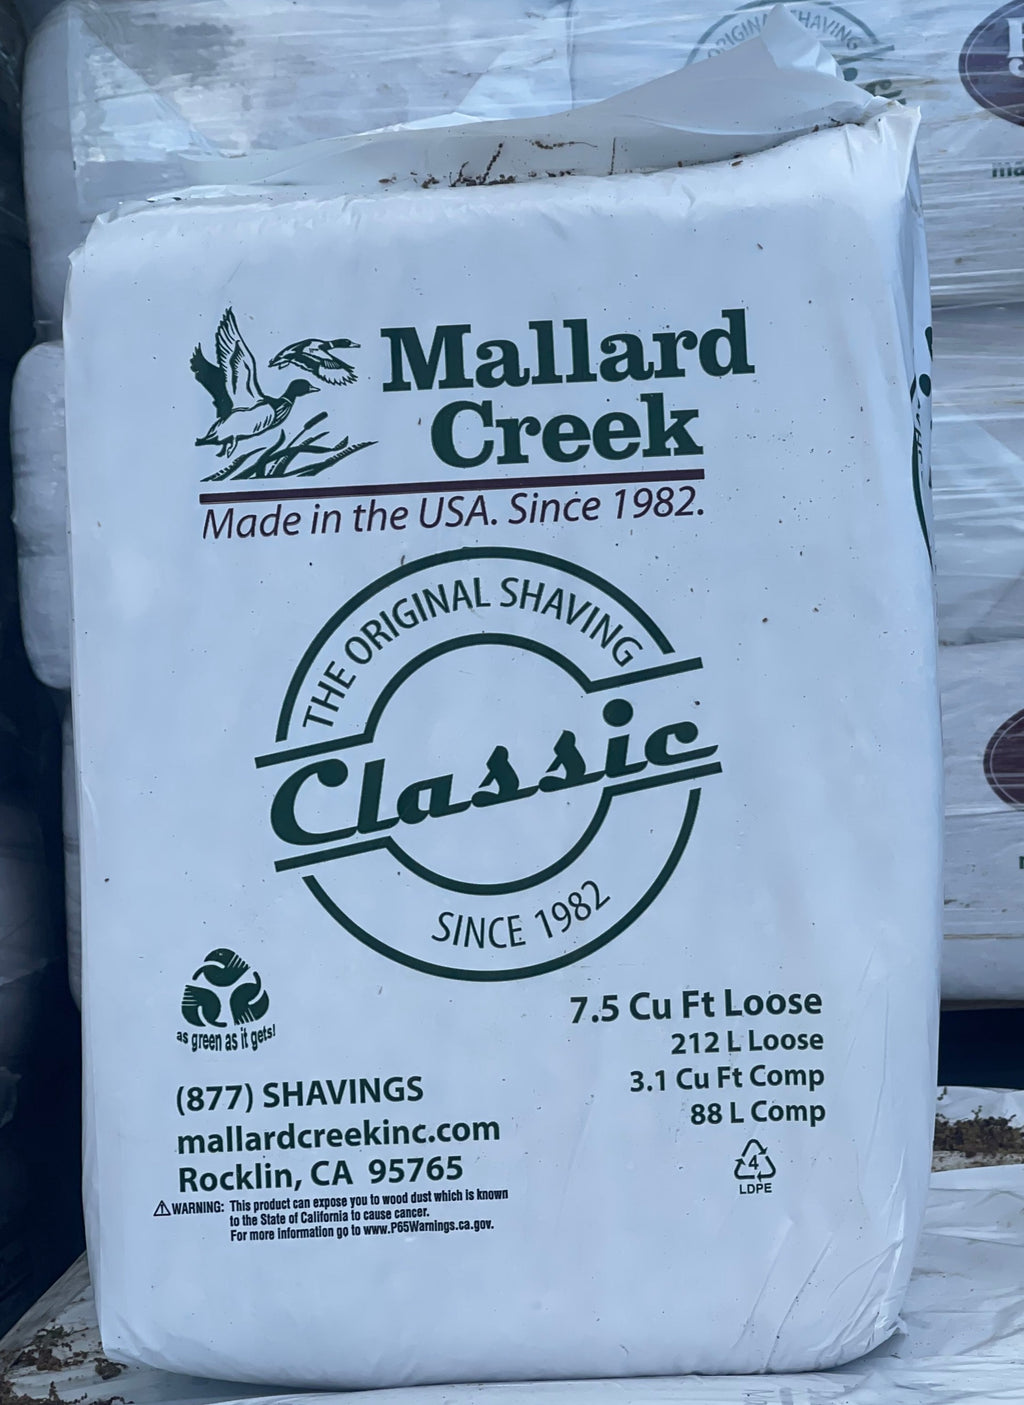 ORIGINAL SHAVING
Mallard
Creek
Made in the USA. Since 1982.
THE ORIGINAL SHAVING
Classic
SINCE 1982
as green as it gets!
7.5 Cu Ft Loose
212 L Loose
3.1 Cu Ft Comp
88 L Comp
(877) SHAVINGS
mallardcreekinc.com
Rocklin, CA 95765
⚠WARNING: This product can expose you to wood dust which is known
to the State of California to cause cancer.
For more information go to www.P65Warnings.ca.gov.
4
LDPE